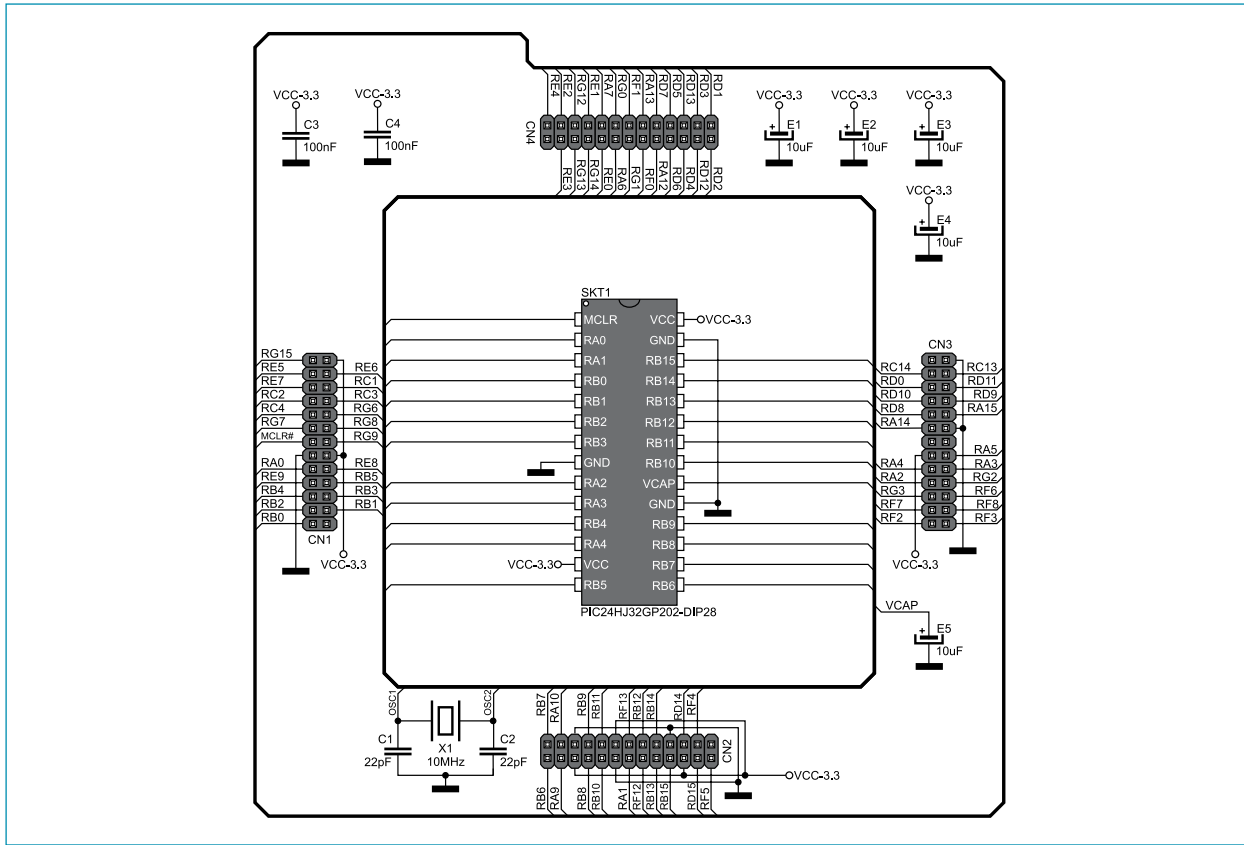 RE4
RE2
RG12
RE1
RA7
RG0
RF1
RA13
RD7
RD5
RD13
RD3
RD1
CN4
RE3
RG13
RG14
RE0
RA6
RG1
RF0
RA12
RD6
RD4
RD12
RD2
VCC-3.3
C3
100nF
VCC-3.3
C4
100nF
VCC-3.3
+
E1
10uF
VCC-3.3
+
E2
10uF
VCC-3.3
+
E3
10uF
VCC-3.3
+
E4
10uF
SKT1
MCLR VCC VCC-3.3
RA0 GND
RA1 RB15
RB0 RB14
RB1 RB13
RB2 RB12
RB3 RB11
GND RB10
RA2 VCAP
RA3 GND
RB4 RB9
RA4 RB8
VCC-3.3 VCC RB7
RB5 RB6
PIC24HJ32GP202-DIP28
RG15
RE5 RE6
RE7 RC1
RC2 RC3
RC4 RG6
RG7 RG8
MCLR# RG9
RA0 RE8
RE9 RB5
RB4 RB3
RB2 RB1
RB0
CN1
VCC-3.3
CN3
RC14 RC13
RD0 RD11
RD10 RD9
RD8 RA15
RA14
RA5
RA4 RA3
RA2 RG2
RG3 RF6
RF7 RF8
RF2 RF3
VCC-3.3
VCAP
+
E5
10uF
OSC1
OSC2
C1
22pF
X1
10MHz
C2
22pF
RB7
RA10
RB9
RB11
RF13
RB12
RB14
RD14
RF4
CN2
VCC-3.3
RB6
RA9
RB8
RB10
RA1
RF12
RB13
RB15
RD15
RF5